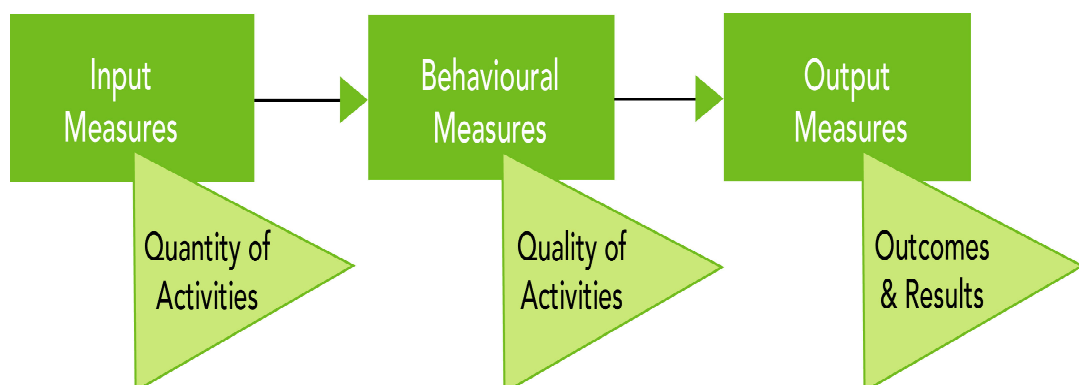 Input
Measures
Behavioural
Measures
Output
Measures
Quantity of
Activities
Quality of
Activities
Outcomes
& Results